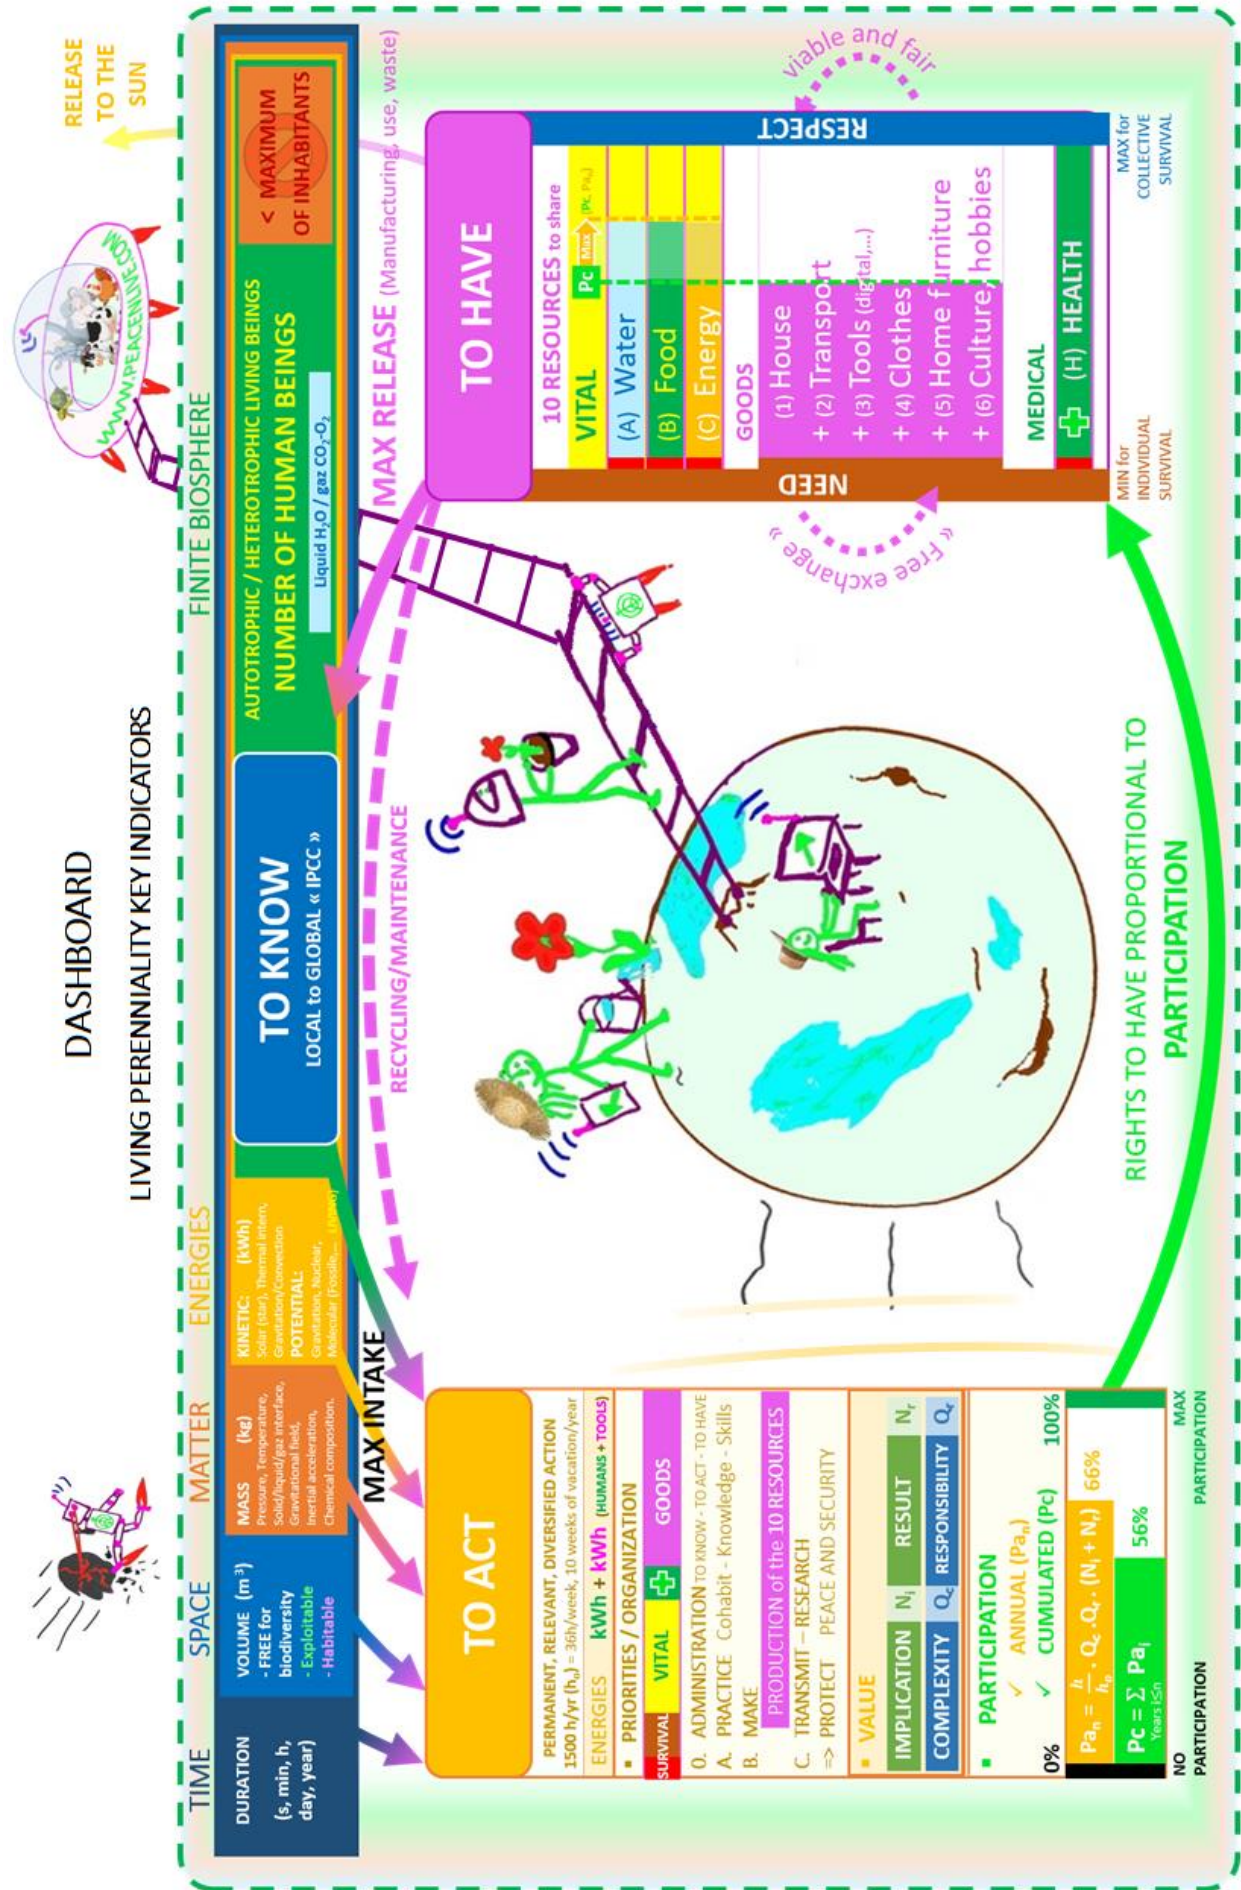 DASHBOARD
LIVING PERENNIALITY KEY INDICATORS
RELEASE
TO THE
SUN
WWW.PEACENLIVE.COM
TIME
SPACE
MATTER
ENERGIES
FINITE BIOSPHERE
DURATION
(s, min, h,
day, year)
VOLUME (m³)
- FREE for
biodiversity
- Exploitable
- Habitable
MASS (kg)
Pressure, Temperature,
Solid/liquid/gaz interface,
Gravitational field,
Inertial acceleration,
Chemical composition.
KINETIC: (kWh)
Solar (star), Thermal intern,
Gravitation/Convection
POTENTIAL:
Gravitation, Nuclear,
Molecular (Fossile,... LIVING)
TO KNOW
LOCAL to GLOBAL « IPCC »
AUTOTROPHIC / HETEROTROPHIC LIVING BEINGS
NUMBER OF HUMAN BEINGS
Liquid H₂O / gaz CO₂-O₂
< MAXIMUM
OF INHABITANTS
MAX INTAKE
RECYCLING/MAINTENANCE
MAX RELEASE (Manufacturing, use, waste)
TO ACT
PERMANENT, RELEVANT, DIVERSIFIED ACTION
1500 h/yr (hₒ) = 36h/week, 10 weeks of vacation/year
ENERGIES kWh + kWh (HUMANS + TOOLS)
▪ PRIORITIES / ORGANIZATION
SURVIVAL VITAL GOODS
0. ADMINISTRATION TO KNOW - TO ACT - TO HAVE
A. PRACTICE Cohabit - Knowledge - Skills
B. MAKE
PRODUCTION of the 10 RESOURCES
C. TRANSMIT – RESEARCH
=> PROTECT PEACE AND SECURITY
▪ VALUE
IMPLICATION Nᵢ RESULT Nᵣ
COMPLEXITY Q꜀ RESPONSIBILITY Qᵣ
▪ PARTICIPATION
✓ ANNUAL (Paₙ)
0% ✓ CUMULATED (Pc) 100%
Paₙ = h/hₒ . Q꜀ .Qᵣ . (Nᵢ + Nᵣ) 66%
Pc = Σ Paᵢ 56%
Years i≤n
NO
PARTICIPATION
MAX
PARTICIPATION
TO HAVE
10 RESOURCES to share
VITAL Pc Max (Pc, Paₙ)
(A) Water
(B) Food
(C) Energy
GOODS
(1) House
+ (2) Transport
+ (3) Tools (digital,...)
+ (4) Clothes
+ (5) Home furniture
+ (6) Culture, hobbies
MEDICAL
(H) HEALTH
NEED
RESPECT
« Free exchange »
viable and fair
MIN for
INDIVIDUAL
SURVIVAL
MAX for
COLLECTIVE
SURVIVAL
RIGHTS TO HAVE PROPORTIONAL TO
PARTICIPATION